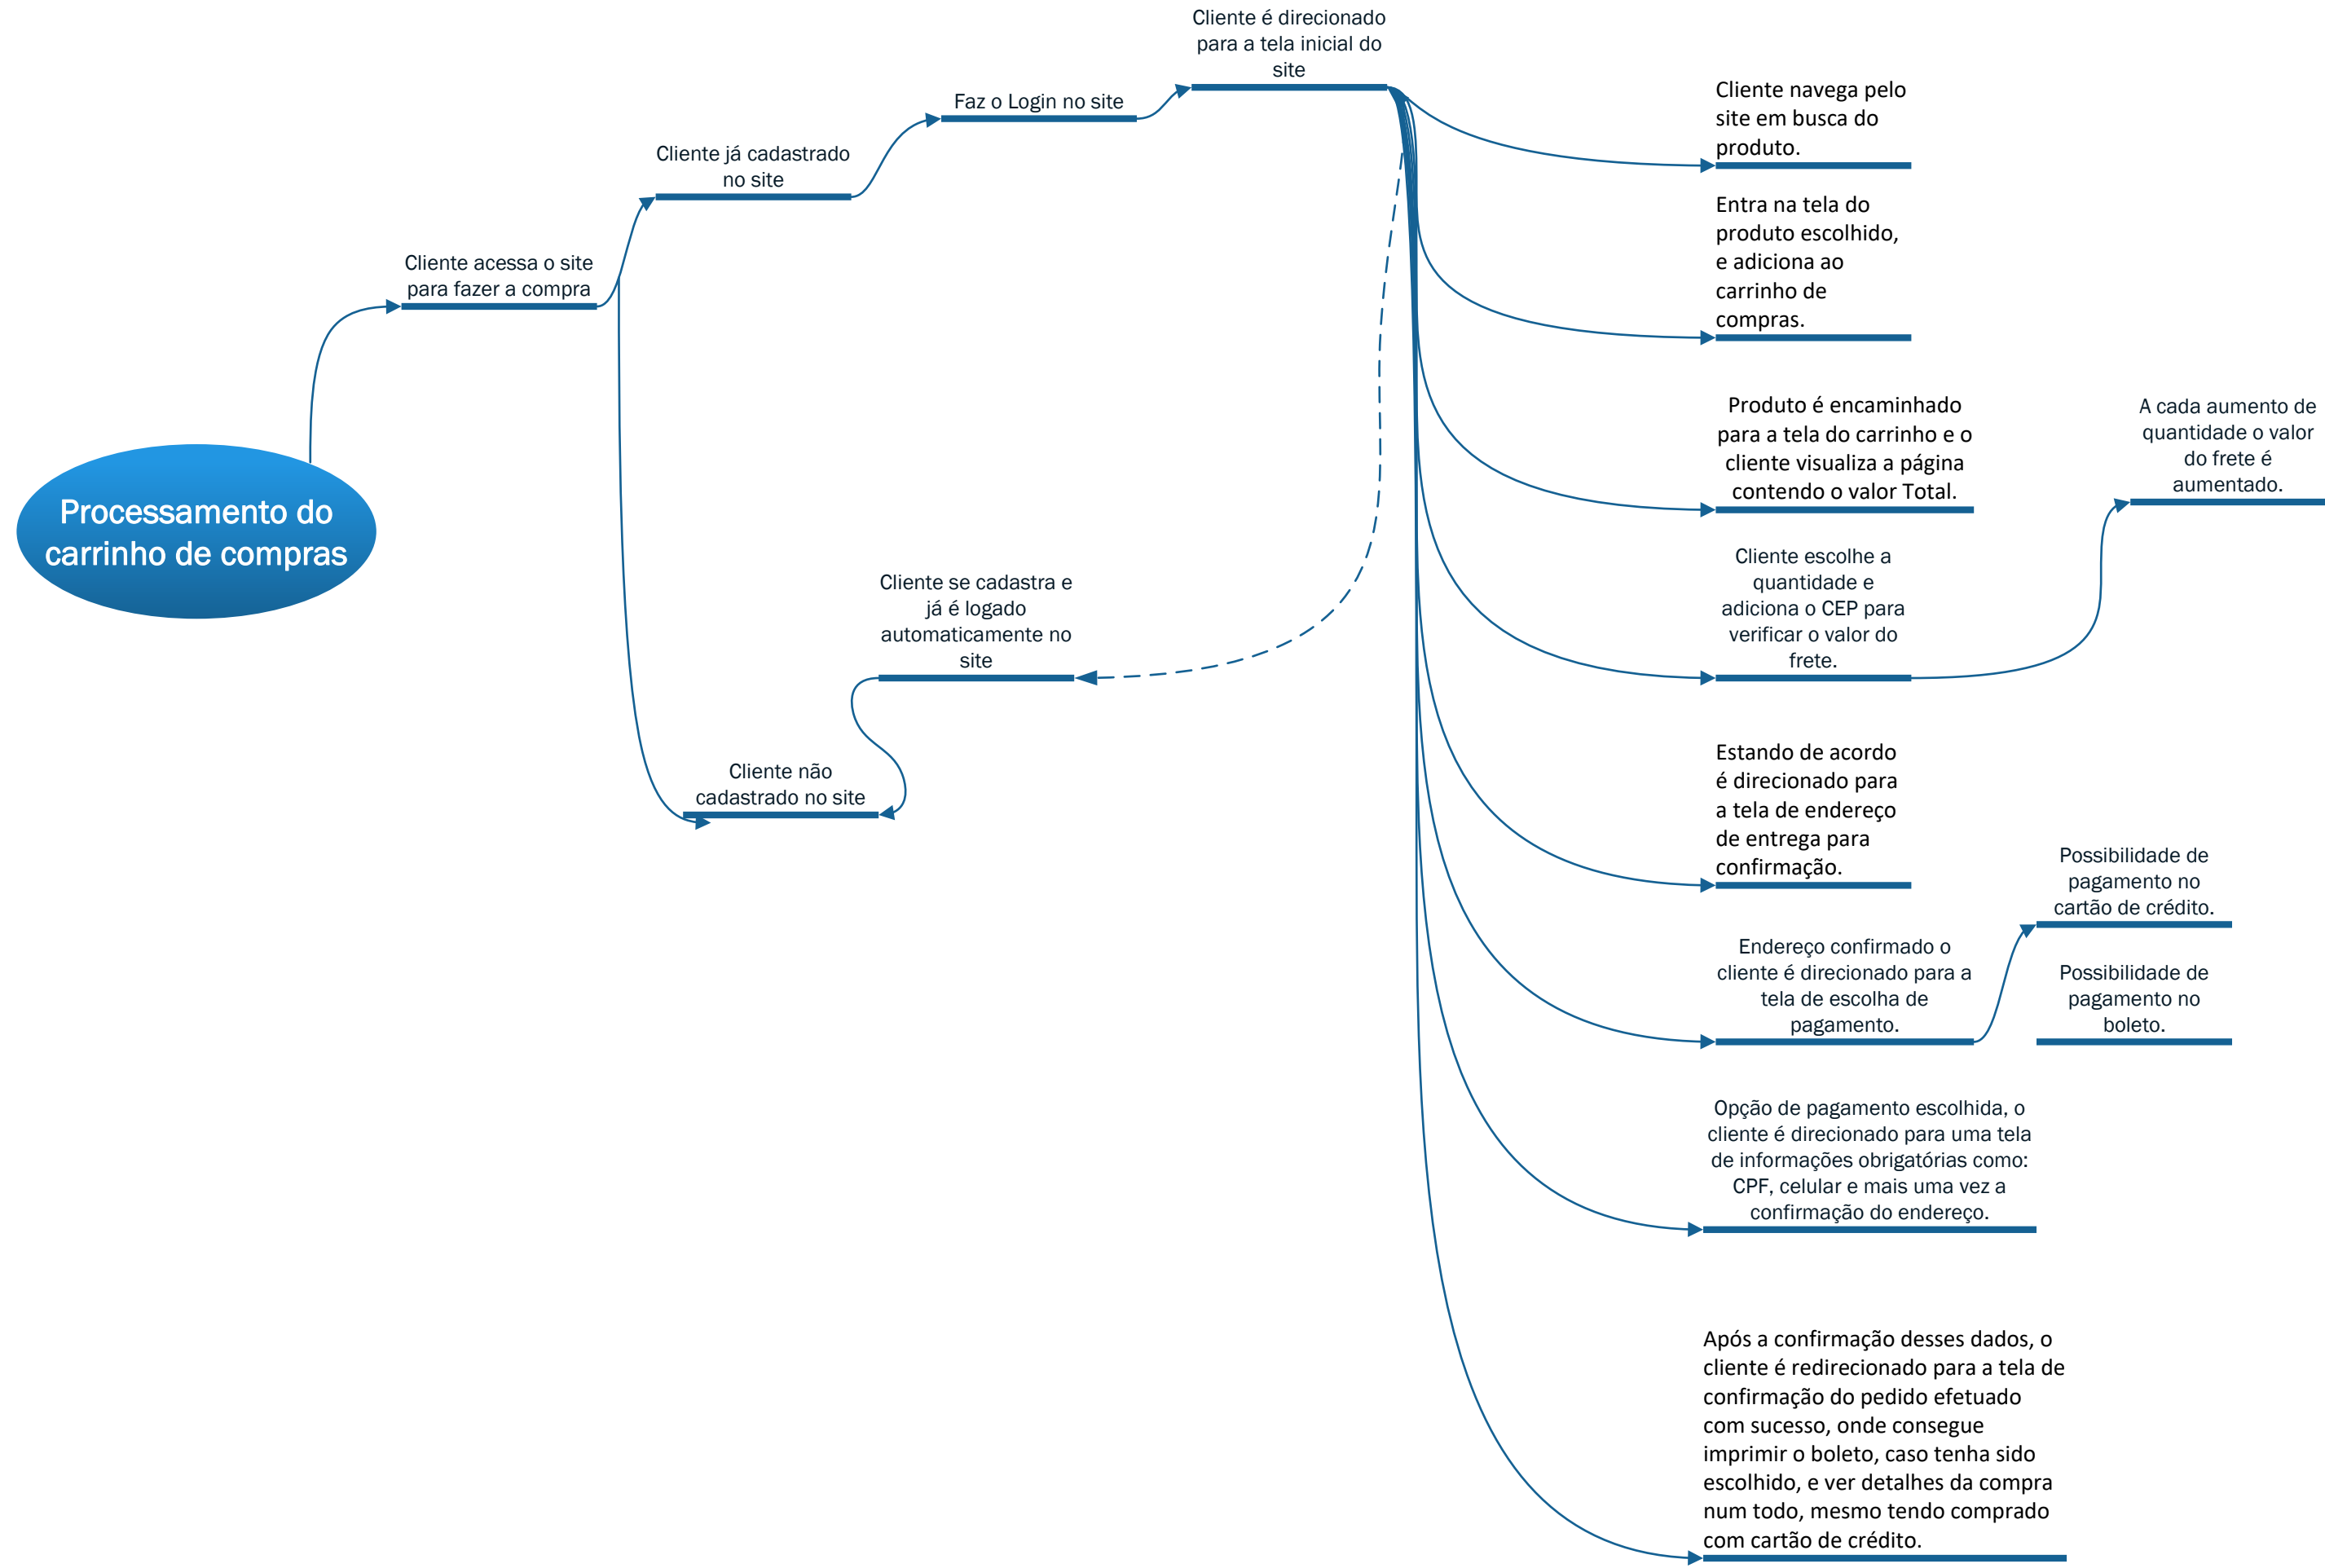 Cliente é direcionado
para a tela inicial do
site
Faz o Login no site
Cliente já cadastrado
no site
Cliente acessa o site
para fazer a compra
Processamento do
carrinho de compras
Cliente se cadastra e
já é logado
automaticamente no
site
Cliente não
cadastrado no site
Cliente navega pelo
site em busca do
produto.
Entra na tela do
produto escolhido,
e adiciona ao
carrinho de
compras.
Produto é encaminhado
para a tela do carrinho e o
cliente visualiza a página
contendo o valor Total.
A cada aumento de
quantidade o valor
do frete é
aumentado.
Cliente escolhe a
quantidade e
adiciona o CEP para
verificar o valor do
frete.
Estando de acordo
é direcionado para
a tela de endereço
de entrega para
confirmação.
Endereço confirmado o
cliente é direcionado para a
tela de escolha de
pagamento.
Possibilidade de
pagamento no
cartão de crédito.
Possibilidade de
pagamento no
boleto.
Opção de pagamento escolhida, o
cliente é direcionado para uma tela
de informações obrigatórias como:
CPF, celular e mais uma vez a
confirmação do endereço.
Após a confirmação desses dados, o
cliente é redirecionado para a tela de
confirmação do pedido efetuado
com sucesso, onde consegue
imprimir o boleto, caso tenha sido
escolhido, e ver detalhes da compra
num todo, mesmo tendo comprado
com cartão de crédito.